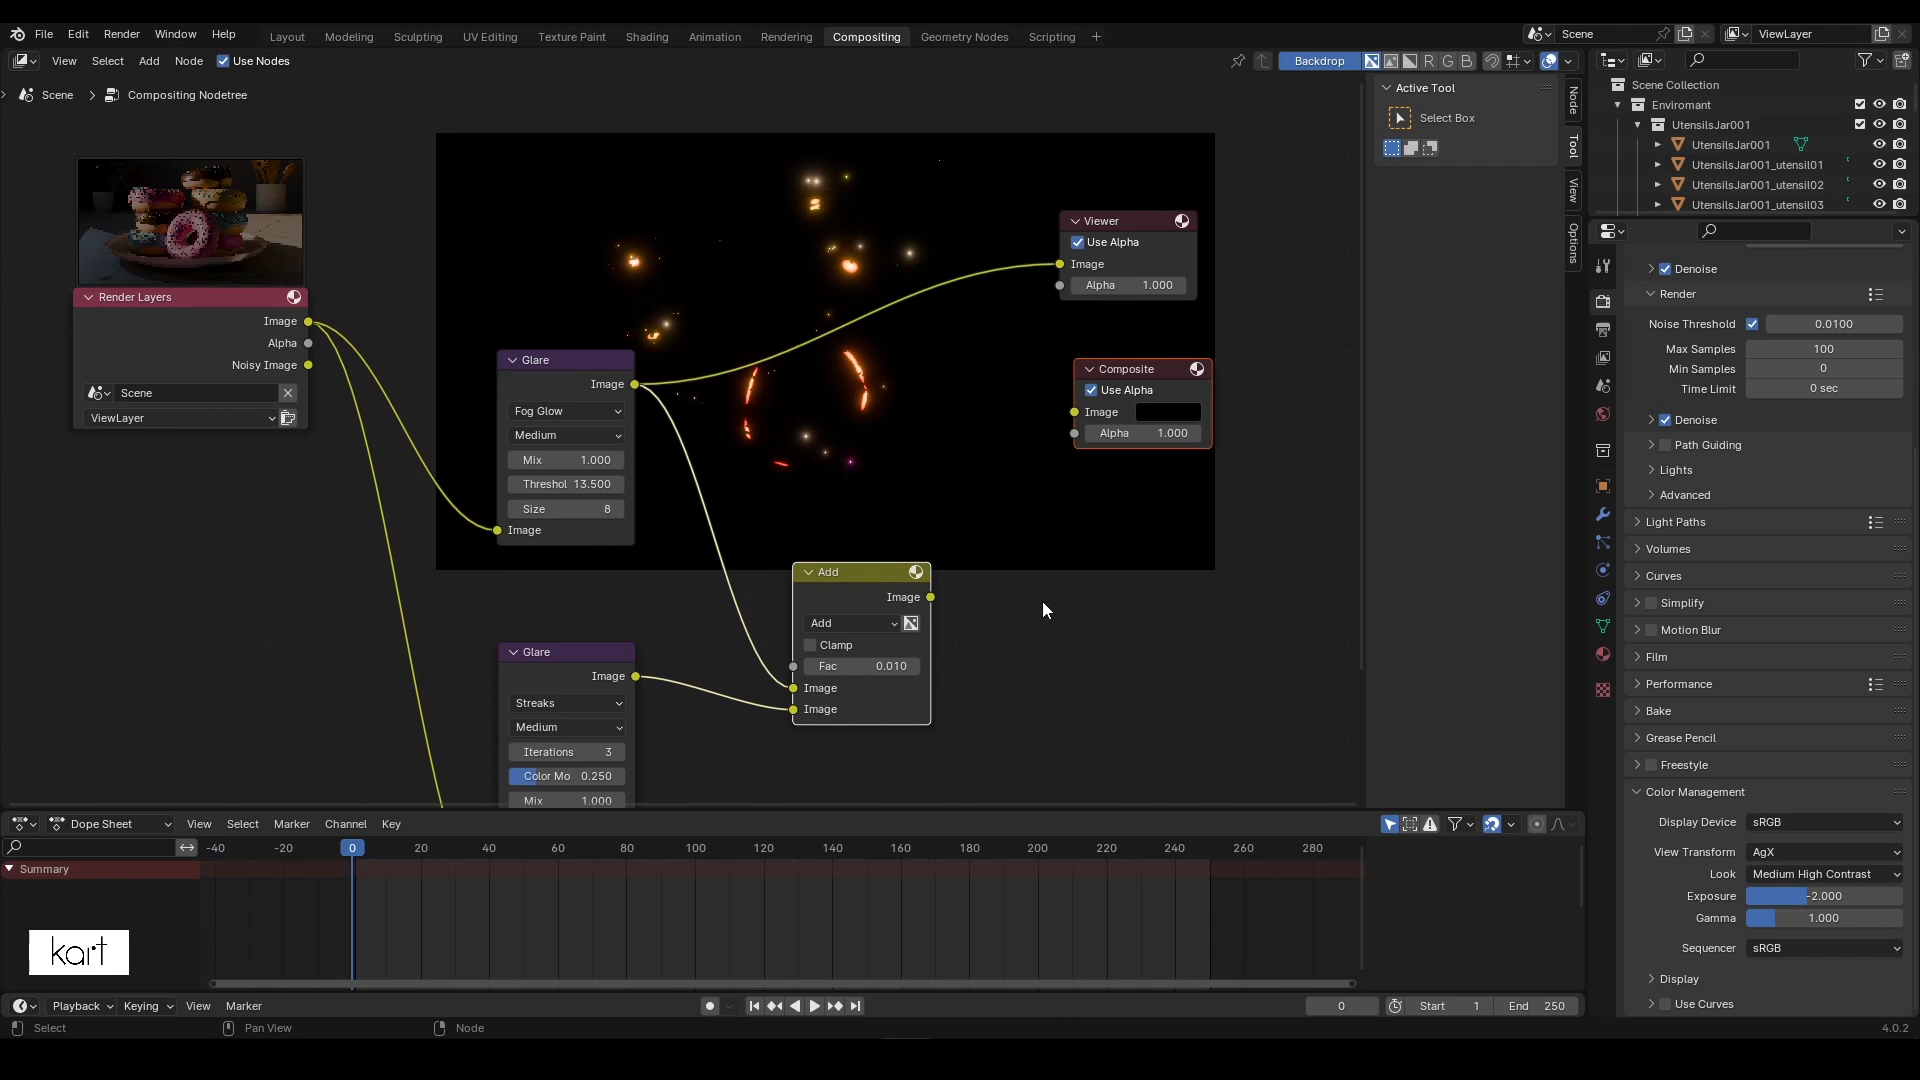 File Edit Render Window Help Layout Modeling Sculpting UV Editing Texture Paint Shading Animation Rendering Compositing Geometry Nodes Scripting + Scene ViewLayer
View Select Add Node Use Nodes Backdrop R G B
Scene > Compositing Nodetree
Active Tool
Select Box
Node
Tool
View
Options
Scene Collection
Enviromant
UtensilsJar001
UtensilsJar001
UtensilsJar001_utensil01
UtensilsJar001_utensil02
UtensilsJar001_utensil03
Render Layers
Image
Alpha
Noisy Image
Scene
ViewLayer
Glare
Image
Fog Glow
Medium
Mix 1.000
Threshol 13.500
Size 8
Image
Viewer
Use Alpha
Image
Alpha 1.000
Composite
Use Alpha
Image
Alpha 1.000
Add
Image
Add
Clamp
Fac 0.010
Image
Image
Glare
Image
Streaks
Medium
Iterations 3
Color Mo 0.250
Mix 1.000
Denoise
Render
Noise Threshold 0.0100
Max Samples 100
Min Samples 0
Time Limit 0 sec
Denoise
Path Guiding
Lights
Advanced
Light Paths
Volumes
Curves
Simplify
Motion Blur
Film
Performance
Bake
Grease Pencil
Freestyle
Color Management
Display Device sRGB
View Transform AgX
Look Medium High Contrast
Exposure -2.000
Gamma 1.000
Sequencer sRGB
Display
Use Curves
Dope Sheet View Select Marker Channel Key
-40 -20 0 20 40 60 80 100 120 140 160 180 200 220 240 260 280
Summary
kart
Playback Keying View Marker 0 Start 1 End 250
Select Pan View Node 4.0.2